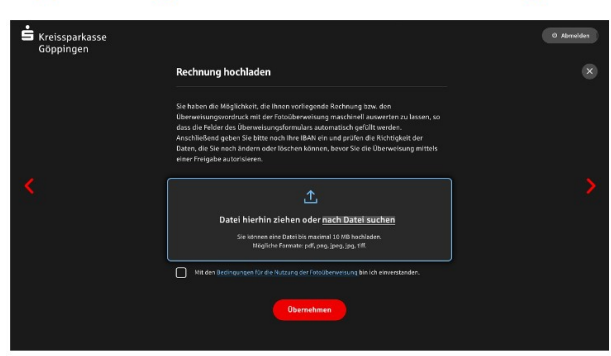 Kreissparkasse
Göppingen
Abmelden
Rechnung hochladen
Sie haben die Möglichkeit, die Ihnen vorliegende Rechnung bzw. den
Überweisungsvordruck mit der Fotoüberweisung maschinell auswerten zu lassen, so
dass die Felder des Überweisungsformulars automatisch gefüllt werden.
Anschließend geben Sie bitte noch Ihre IBAN ein und prüfen die Richtigkeit der
Daten, die Sie noch ändern oder löschen können, bevor Sie die Überweisung mittels
einer Freigabe autorisieren.
Datei hierhin ziehen oder nach Datei suchen
Sie können eine Datei bis maximal 10 MB hochladen.
Mögliche Formate: pdf, png, jpeg, jpg, tiff.
Mit den Bedingungen für die Nutzung der Fotoüberweisung bin ich einverstanden.
Übernehmen